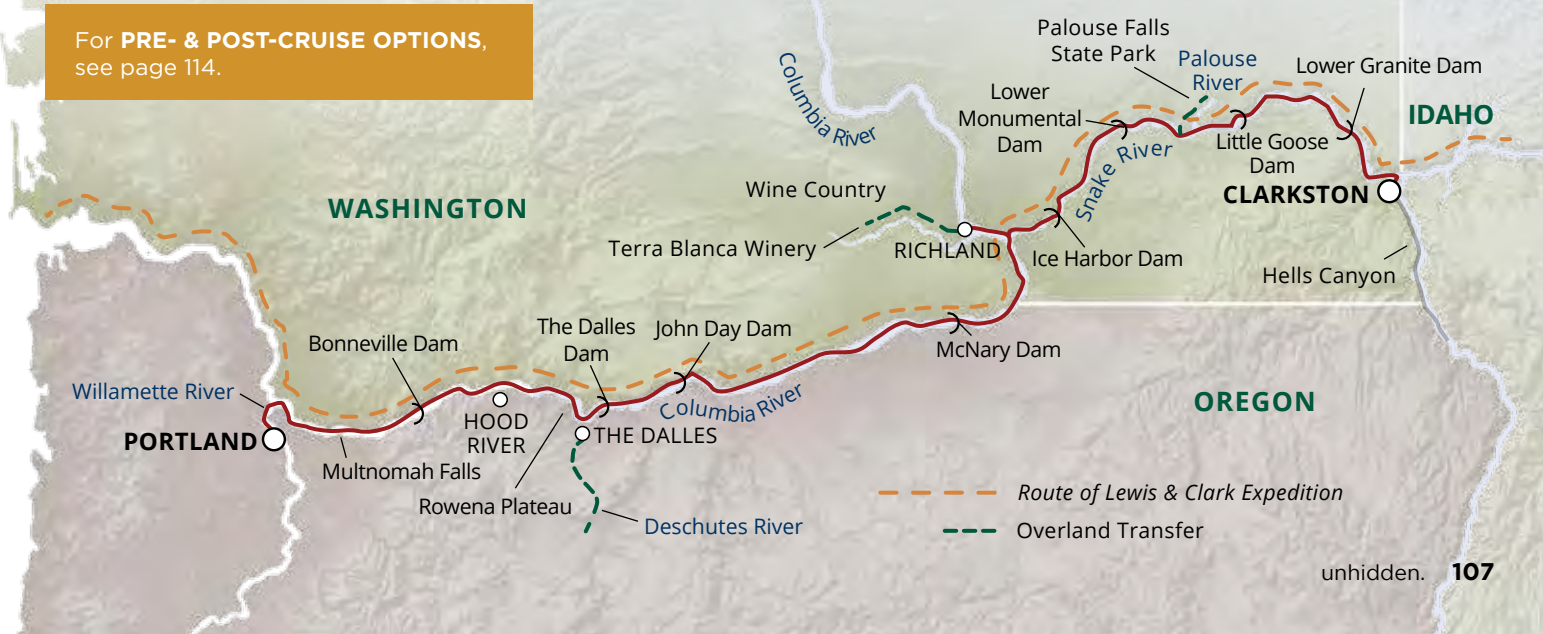 For PRE- & POST-CRUISE OPTIONS,
see page 114.
Columbia River
Palouse Falls
State Park
Palouse
River
Lower Granite Dam
Lower
Monumental
Dam
IDAHO
Little Goose
Dam
Snake River
CLARKSTON
WASHINGTON
Wine Country
Terra Blanca Winery
RICHLAND
Ice Harbor Dam
Hells Canyon
Bonneville Dam
The Dalles
Dam
John Day Dam
McNary Dam
Willamette River
Columbia River
OREGON
PORTLAND
HOOD
RIVER
THE DALLES
Multnomah Falls
Rowena Plateau
Deschutes River
Route of Lewis & Clark Expedition
Overland Transfer
unhidden. 107